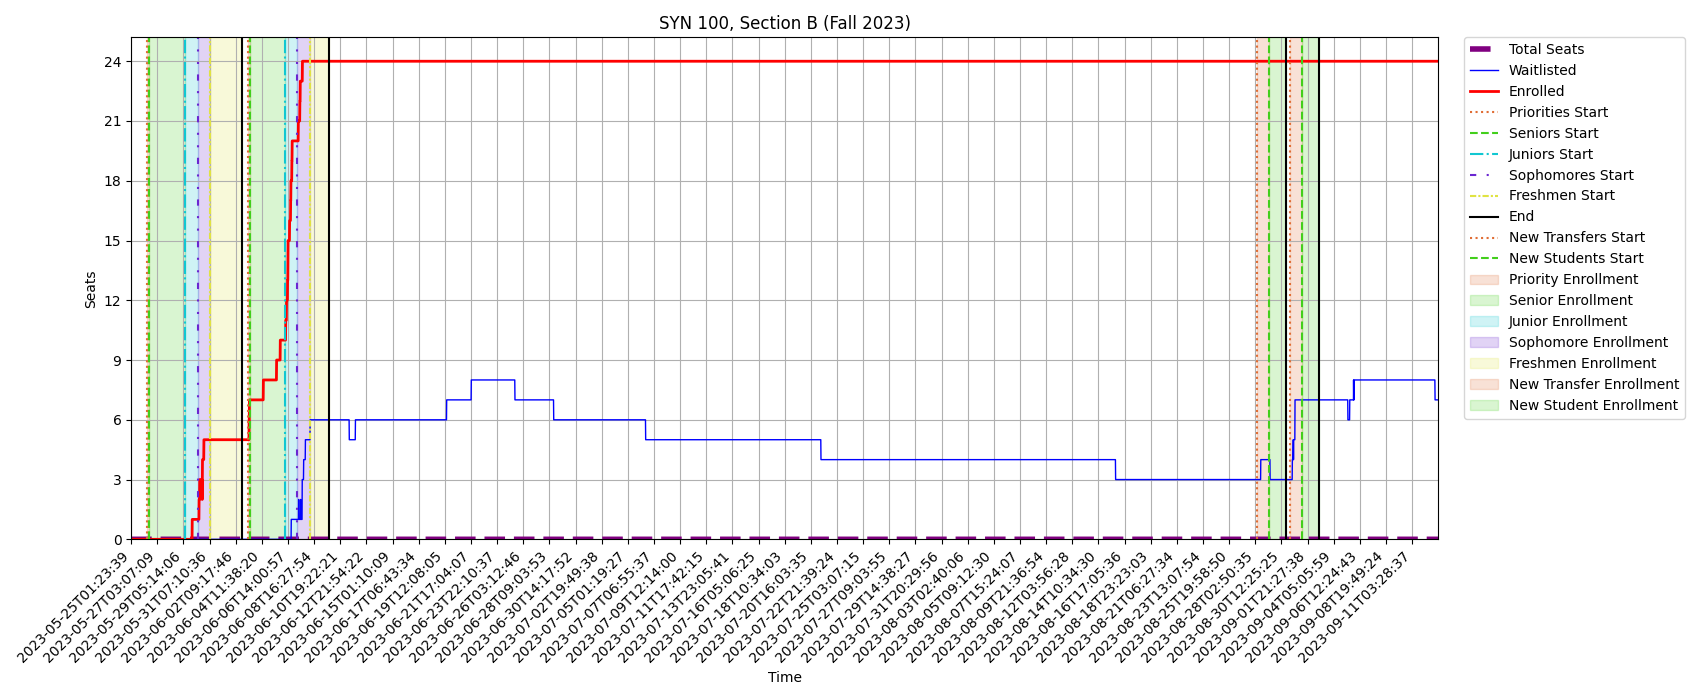 SYN 100, Section B (Fall 2023)
Seats
24
21
18
15
12
9
6
3
0
2023-05-25T01:23:39
2023-05-27T03:07:09
2023-05-29T05:14:06
2023-05-31T07:10:36
2023-06-02T09:17:46
2023-06-04T11:38:20
2023-06-06T14:00:57
2023-06-08T16:27:54
2023-06-10T19:22:21
2023-06-12T21:54:22
2023-06-15T01:10:09
2023-06-17T06:43:34
2023-06-19T12:08:05
2023-06-21T17:04:07
2023-06-23T22:10:37
2023-06-26T03:12:46
2023-06-28T09:03:53
2023-06-30T14:17:52
2023-07-02T19:49:38
2023-07-05T01:19:27
2023-07-07T06:55:37
2023-07-09T12:14:00
2023-07-11T17:42:15
2023-07-13T23:05:41
2023-07-16T05:06:25
2023-07-18T10:34:03
2023-07-20T16:03:35
2023-07-22T21:39:24
2023-07-25T03:07:15
2023-07-27T09:03:55
2023-07-29T14:38:27
2023-07-31T20:29:56
2023-08-03T02:40:06
2023-08-05T09:12:30
2023-08-07T15:24:07
2023-08-09T21:36:54
2023-08-12T03:56:28
2023-08-14T10:34:30
2023-08-16T17:05:36
2023-08-18T23:23:03
2023-08-21T06:27:34
2023-08-23T13:07:54
2023-08-25T19:58:50
2023-08-28T02:50:35
2023-08-30T12:25:25
2023-09-01T21:27:38
2023-09-04T05:05:59
2023-09-06T12:24:43
2023-09-08T19:49:24
2023-09-11T03:28:37
Time
Total Seats
Waitlisted
Enrolled
Priorities Start
Seniors Start
Juniors Start
Sophomores Start
Freshmen Start
End
New Transfers Start
New Students Start
Priority Enrollment
Senior Enrollment
Junior Enrollment
Sophomore Enrollment
Freshmen Enrollment
New Transfer Enrollment
New Student Enrollment